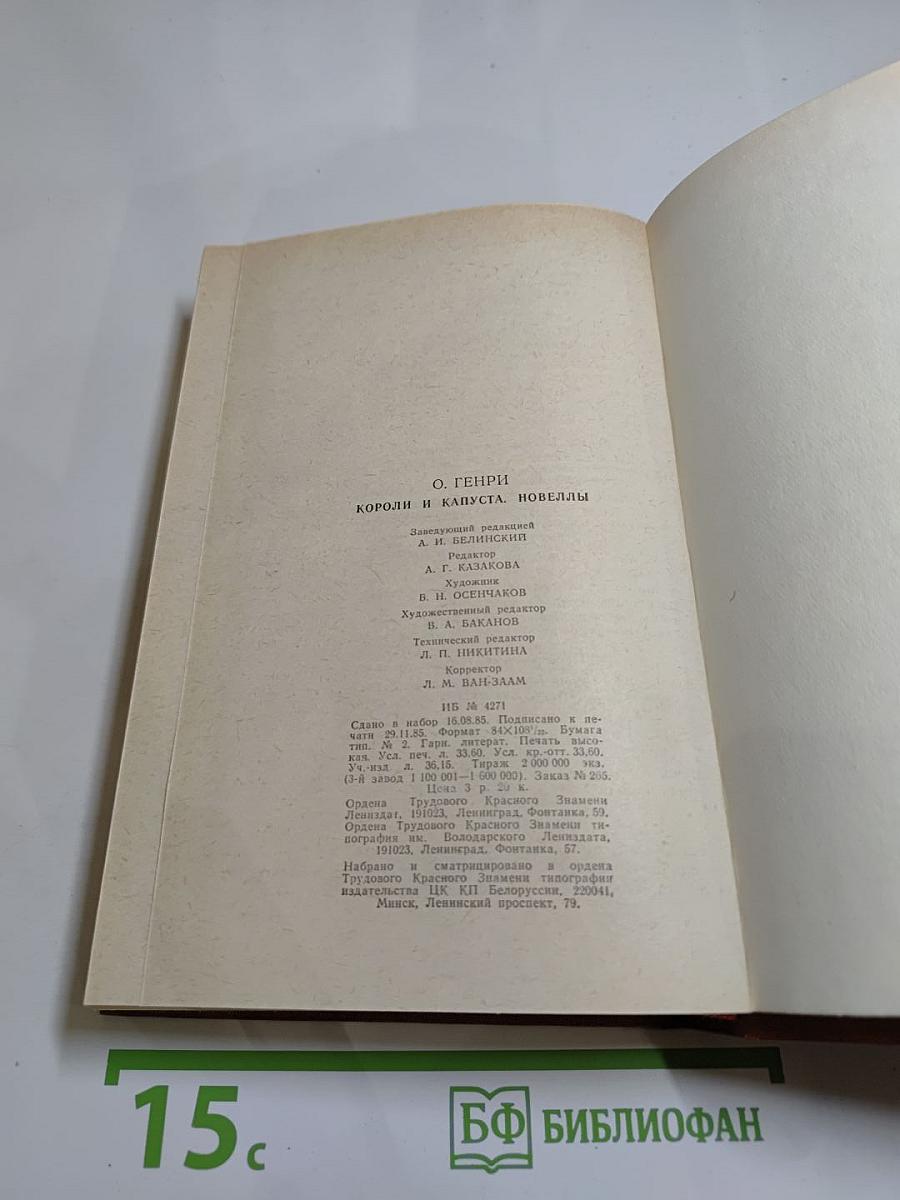 О. ГЕНРИ
КОРОЛИ И КАПУСТА. НОВЕЛЛЫ
Заведующий редакцией
А. И. БЕЛИНСКИЙ
Редактор
А. Г. КАЗАКОВА
Художник
Б. Н. ОСЕНЧАКОВ
Художественный редактор
В. А. БАКАНОВ
Технический редактор
Л. П. НИКИТИНА
Корректор
Л. М. ВАН-ЗААМ
ИБ № 4271
Сдано в набор 16.08.85. Подписано к пе-
чати 29.11.85. Формат 84×108¹/₃₂. Бумага
тип. № 2. Гарн. литерат. Печать высо-
кая. Усл. печ. л. 33,60. Усл. кр.-отт. 33,60.
Уч.-изд. л. 36,15. Тираж 2 000 000 экз.
(3-й завод 1 100 001—1 600 000). Заказ № 265.
Цена 3 р. 20 к.
Ордена Трудового Красного Знамени
Лениздат, 191023, Ленинград, Фонтанка, 59.
Ордена Трудового Красного Знамени ти-
пография им. Володарского Лениздата,
191023, Ленинград, Фонтанка, 57.
Набрано и сматрицировано в ордена
Трудового Красного Знамени типографии
издательства ЦК КП Белоруссии, 220041,
Минск, Ленинский проспект, 79.
15 с
БФ БИБЛИОФАН